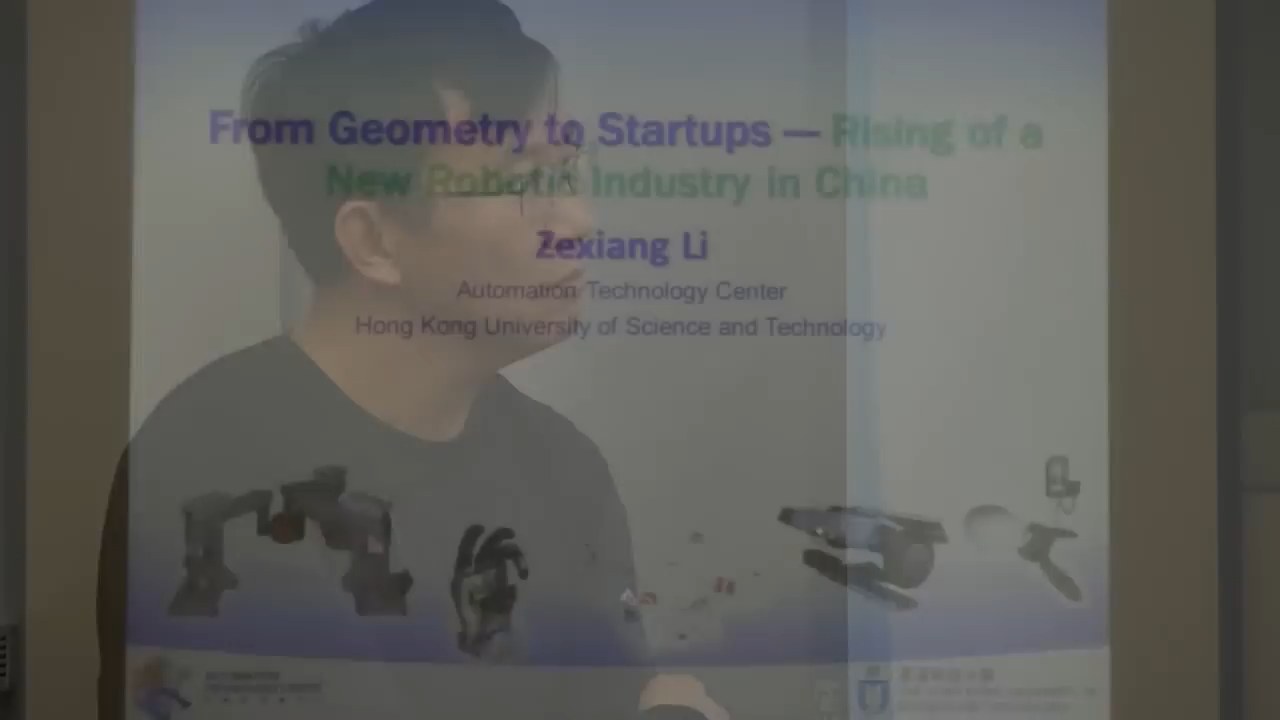 From Geometry to Startups — Rising of a
New Robotic Industry in China
Zexiang Li
Automation Technology Center
Hong Kong University of Science and Technology